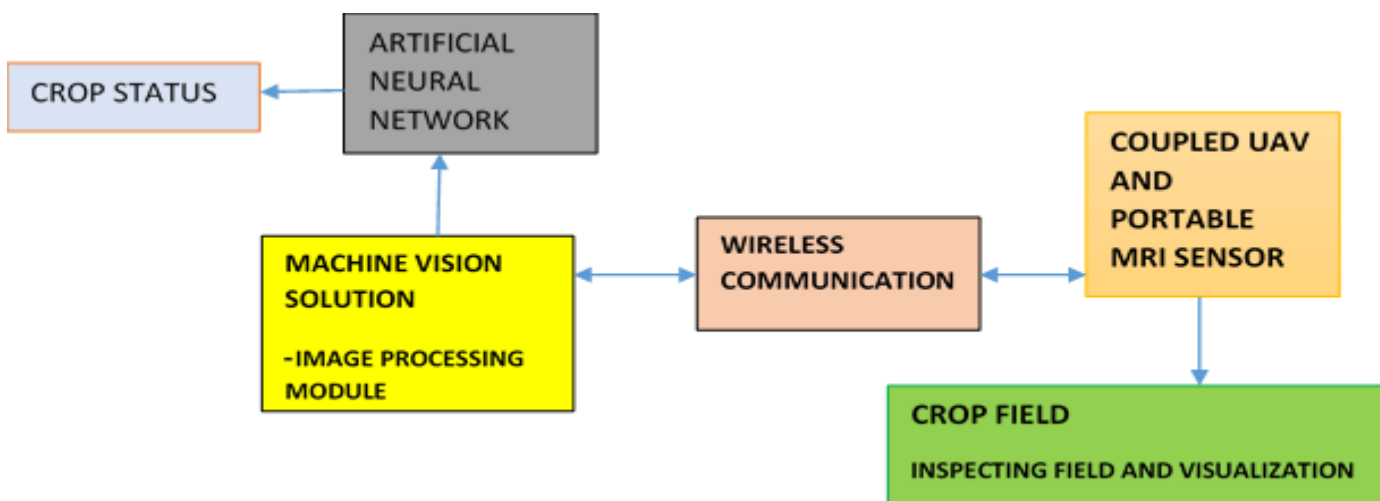 CROP STATUS
ARTIFICIAL
NEURAL
NETWORK
MACHINE VISION
SOLUTION
-IMAGE PROCESSING
MODULE
WIRELESS
COMMUNICATION
COUPLED UAV
AND
PORTABLE
MRI SENSOR
CROP FIELD
INSPECTING FIELD AND VISUALIZATION